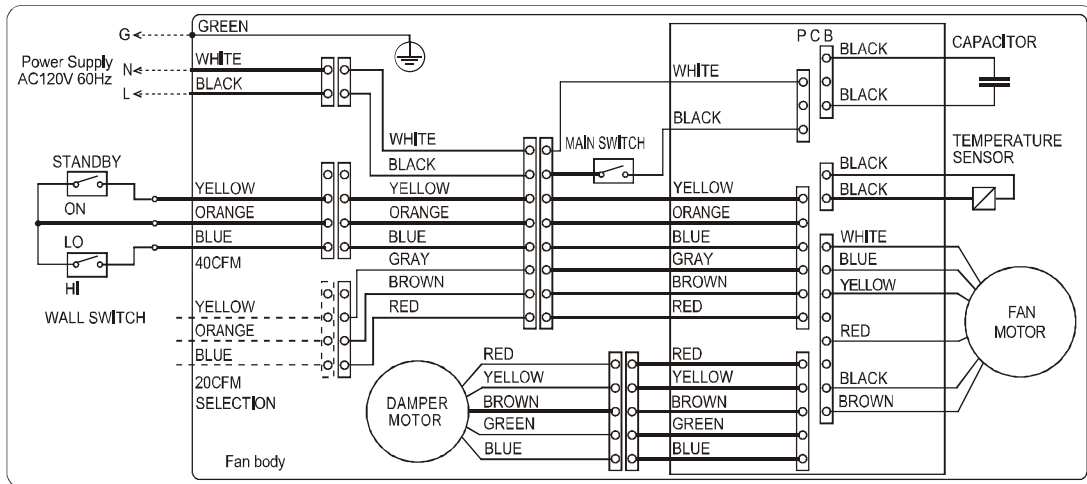 G
GREEN
Power Supply
AC120V 60Hz
N
WHITE
L
BLACK
WHITE
BLACK
STANDBY
ON
LO
HI
WALL SWITCH
YELLOW
ORANGE
BLUE
40CFM
YELLOW
ORANGE
BLUE
20CFM
SELECTION
YELLOW
ORANGE
BLUE
GRAY
BROWN
RED
MAIN SWITCH
WHITE
BLACK
YELLOW
ORANGE
BLUE
GRAY
BROWN
RED
DAMPER
MOTOR
RED
YELLOW
BROWN
GREEN
BLUE
RED
YELLOW
BROWN
GREEN
BLUE
PCB
BLACK
BLACK
CAPACITOR
BLACK
BLACK
TEMPERATURE
SENSOR
WHITE
BLUE
YELLOW
RED
BLACK
BROWN
FAN
MOTOR
Fan body